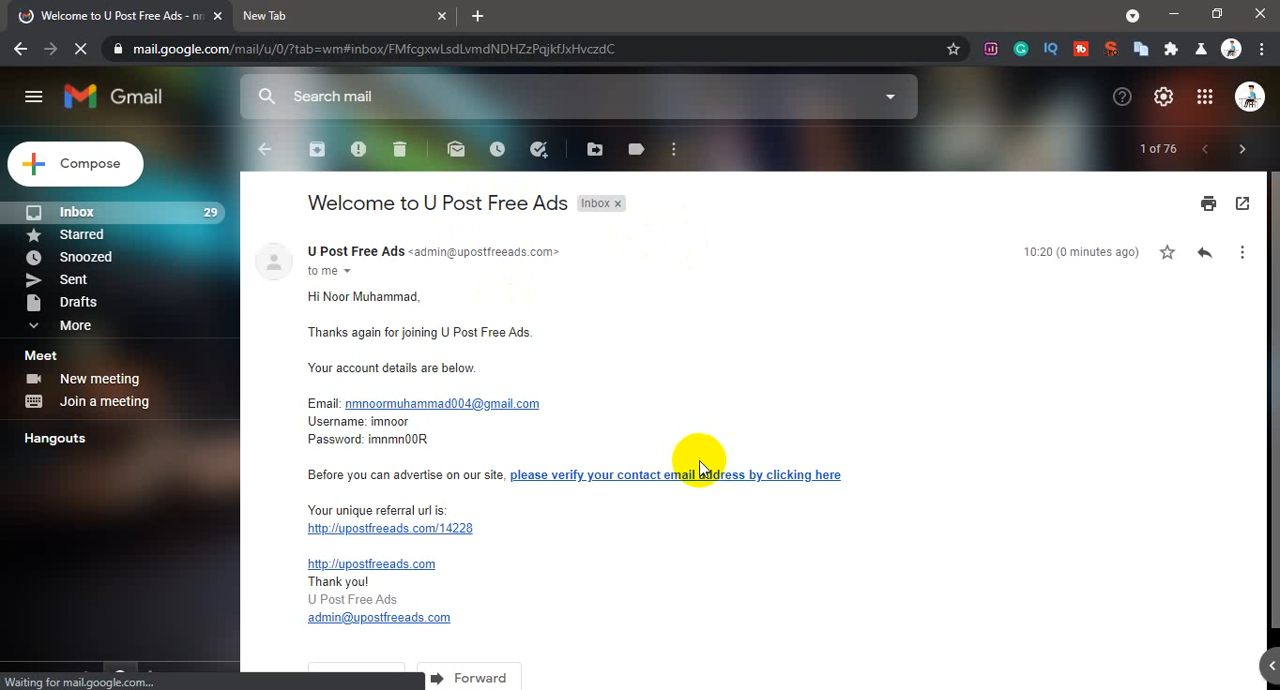 Welcome to U Post Free Ads - nn
New Tab
mail.google.com/mail/u/0/?tab=wm#inbox/FMfcgxwLsdLvmdNDHZzPqjkfJxHvczdC
Gmail
Search mail
Compose
1 of 76
Inbox 29
Starred
Snoozed
Sent
Drafts
More
Meet
New meeting
Join a meeting
Hangouts
Welcome to U Post Free Ads Inbox x
U Post Free Ads <admin@upostfreeads.com>
10:20 (0 minutes ago)
to me
Hi Noor Muhammad,
Thanks again for joining U Post Free Ads.
Your account details are below.
Email: nmnoormuhammad004@gmail.com
Username: imnoor
Password: imnmn00R
Before you can advertise on our site, please verify your contact email address by clicking here
Your unique referral url is:
http://upostfreeads.com/14228
http://upostfreeads.com
Thank you!
U Post Free Ads
admin@upostfreeads.com
Forward
Waiting for mail.google.com...